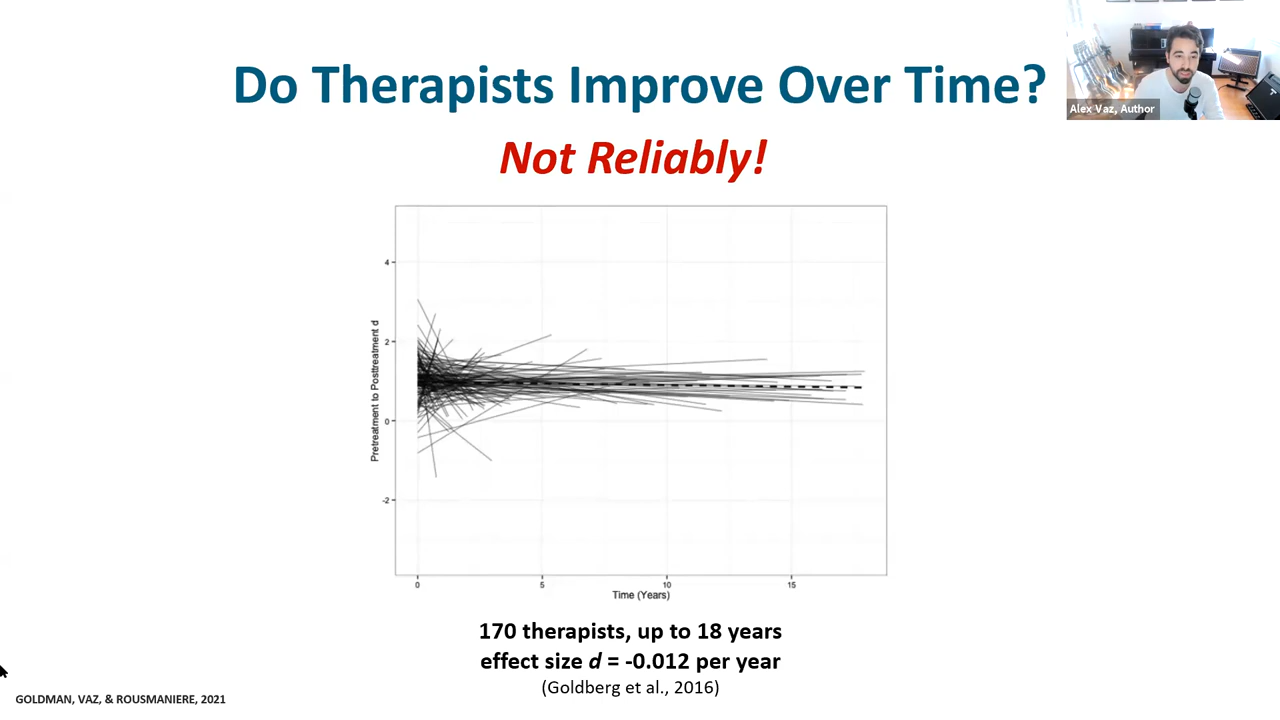 Do Therapists Improve Over Time?
Alex Vaz, Author
Not Reliably!
4
2
0
-2
Pretreatment to Posttreatment d
0
5
10
15
Time (Years)
170 therapists, up to 18 years
effect size d = -0.012 per year
(Goldberg et al., 2016)
GOLDMAN, VAZ, & ROUSMANIERE, 2021